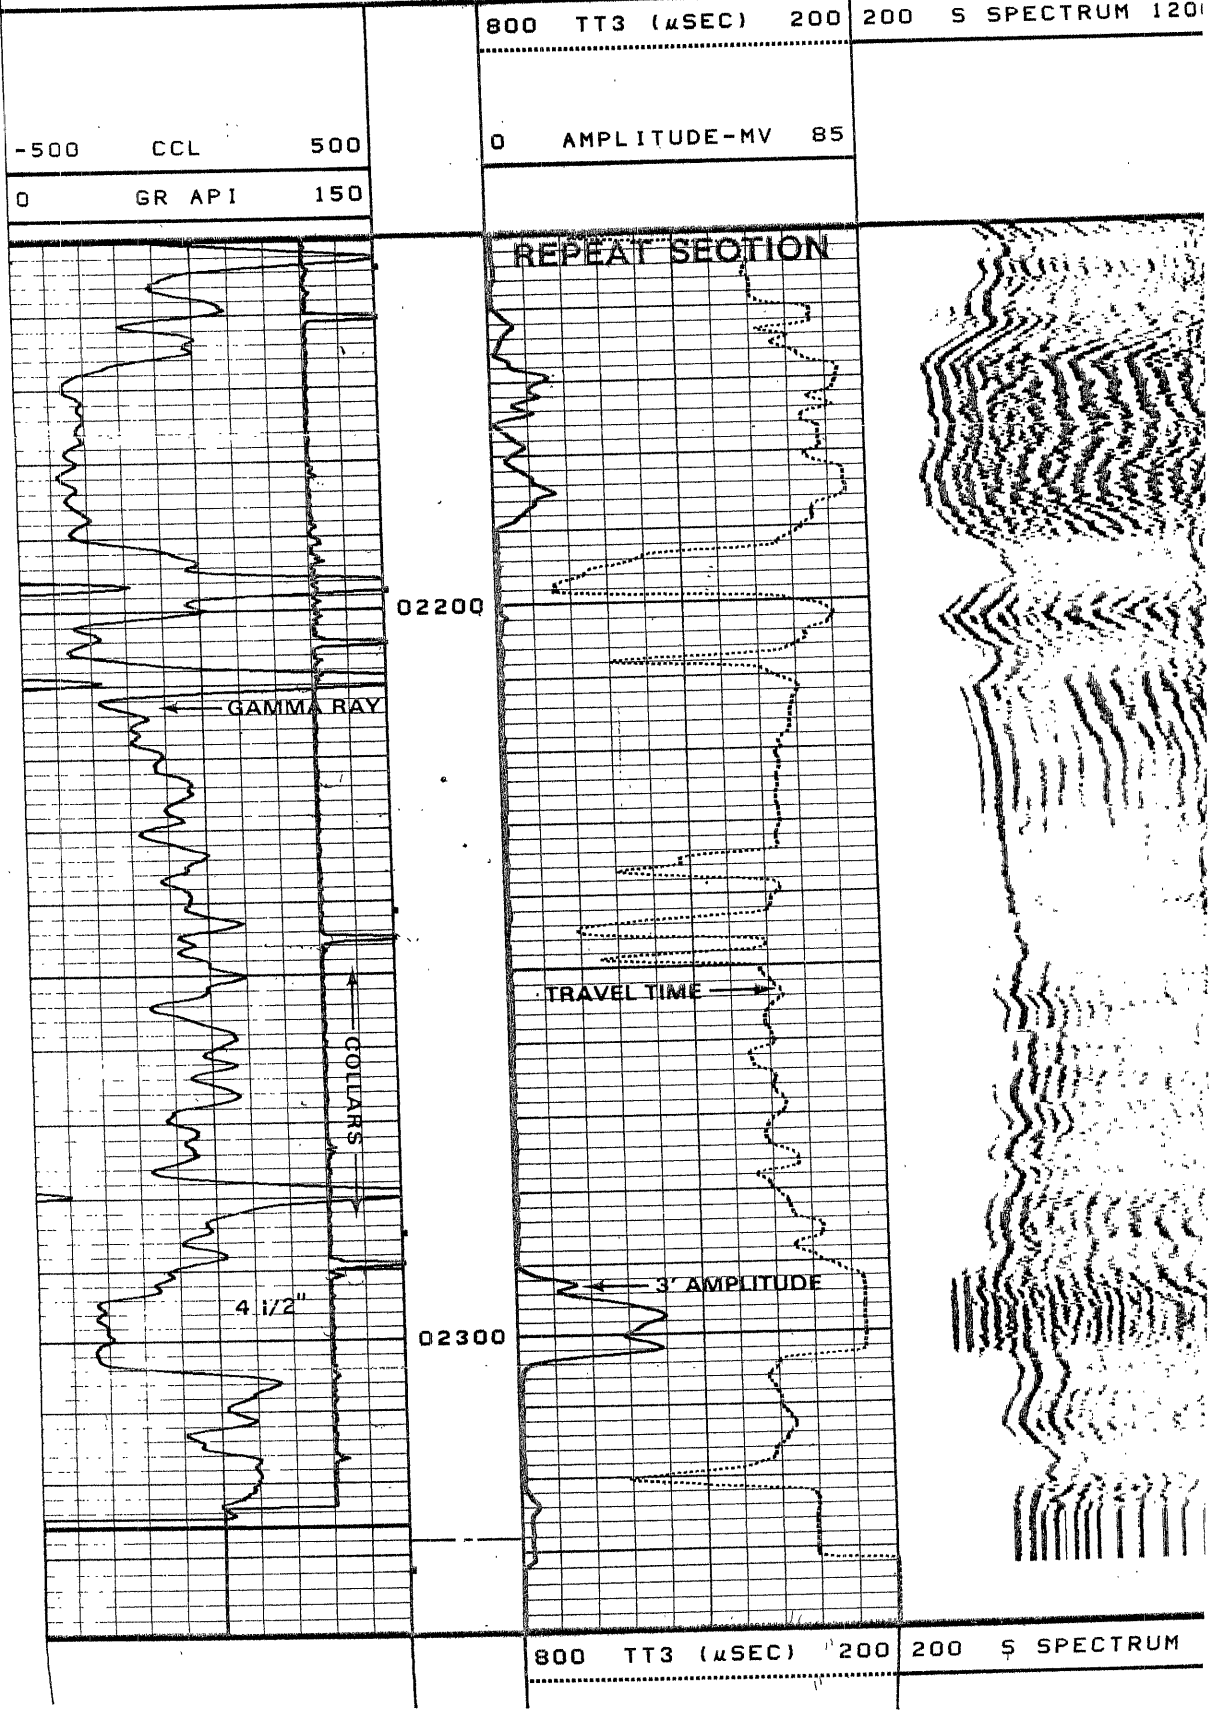 800 TT3 (µSEC) 200 200 S SPECTRUM 120
-500 CCL 500
0 AMPLITUDE-MV 85
0 GR API 150
REPEAT SECTION
02200
GAMMA RAY
TRAVEL TIME
COLLARS
3' AMPLITUDE
4 1/2"
02300
800 TT3 (µSEC) 200 200 S SPECTRUM